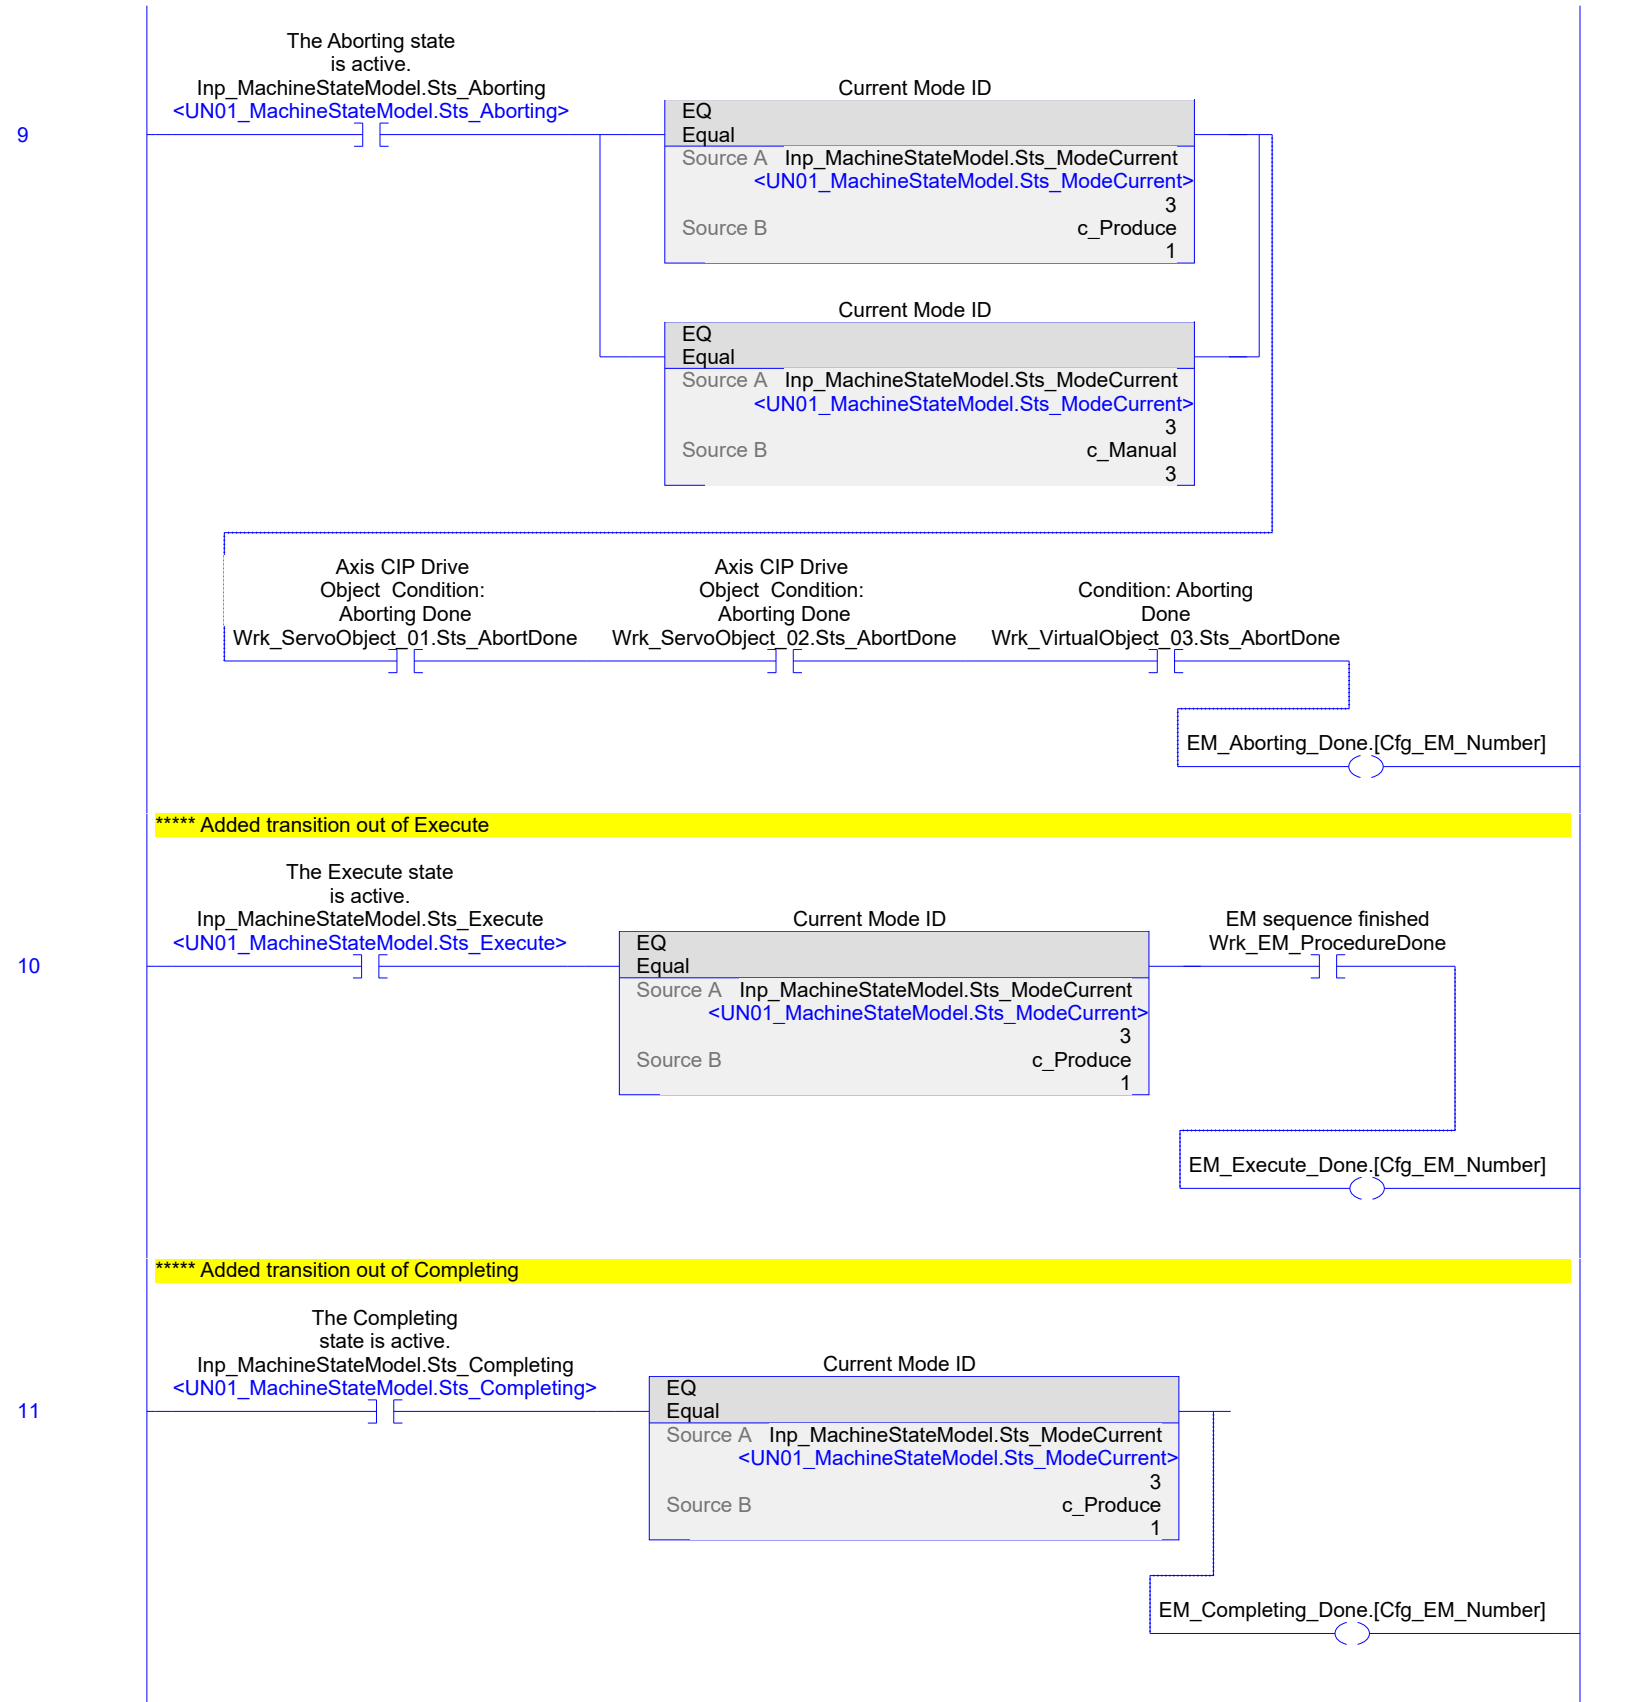 The Aborting state
is active.
Inp_MachineStateModel.Sts_Aborting
<UN01_MachineStateModel.Sts_Aborting>
9
Current Mode ID
EQ
Equal
Source A Inp_MachineStateModel.Sts_ModeCurrent
<UN01_MachineStateModel.Sts_ModeCurrent>
3
Source B c_Produce
1
Current Mode ID
EQ
Equal
Source A Inp_MachineStateModel.Sts_ModeCurrent
<UN01_MachineStateModel.Sts_ModeCurrent>
3
Source B c_Manual
3
Axis CIP Drive
Object Condition:
Aborting Done
Wrk_ServoObject_01.Sts_AbortDone
Axis CIP Drive
Object Condition:
Aborting Done
Wrk_ServoObject_02.Sts_AbortDone
Condition: Aborting
Done
Wrk_VirtualObject_03.Sts_AbortDone
EM_Aborting_Done.[Cfg_EM_Number]
***** Added transition out of Execute
The Execute state
is active.
Inp_MachineStateModel.Sts_Execute
<UN01_MachineStateModel.Sts_Execute>
10
Current Mode ID
EQ
Equal
Source A Inp_MachineStateModel.Sts_ModeCurrent
<UN01_MachineStateModel.Sts_ModeCurrent>
3
Source B c_Produce
1
EM sequence finished
Wrk_EM_ProcedureDone
EM_Execute_Done.[Cfg_EM_Number]
***** Added transition out of Completing
The Completing
state is active.
Inp_MachineStateModel.Sts_Completing
<UN01_MachineStateModel.Sts_Completing>
11
Current Mode ID
EQ
Equal
Source A Inp_MachineStateModel.Sts_ModeCurrent
<UN01_MachineStateModel.Sts_ModeCurrent>
3
Source B c_Produce
1
EM_Completing_Done.[Cfg_EM_Number]